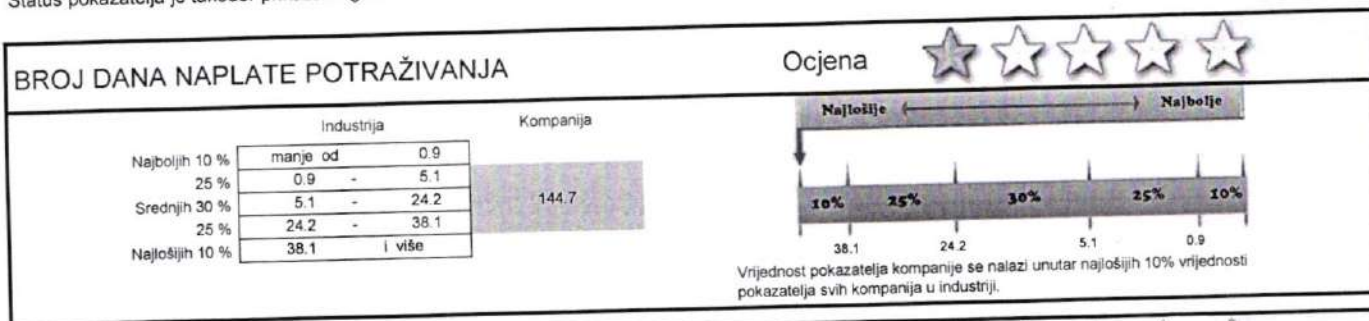 BROJ DANA NAPLATE POTRAŽIVANJA
Ocjena
Industrija Kompanija
Najboljih 10 % manje od 0.9
25 % 0.9 - 5.1
Srednjih 30 % 5.1 - 24.2
25 % 24.2 - 38.1
Najlošijih 10 % 38.1 i više
144.7
Najlošije Najbolje
10% 25% 30% 25% 10%
38.1 24.2 5.1 0.9
Vrijednost pokazatelja kompanije se nalazi unutar najlošijih 10% vrijednosti
pokazatelja svih kompanija u industriji.